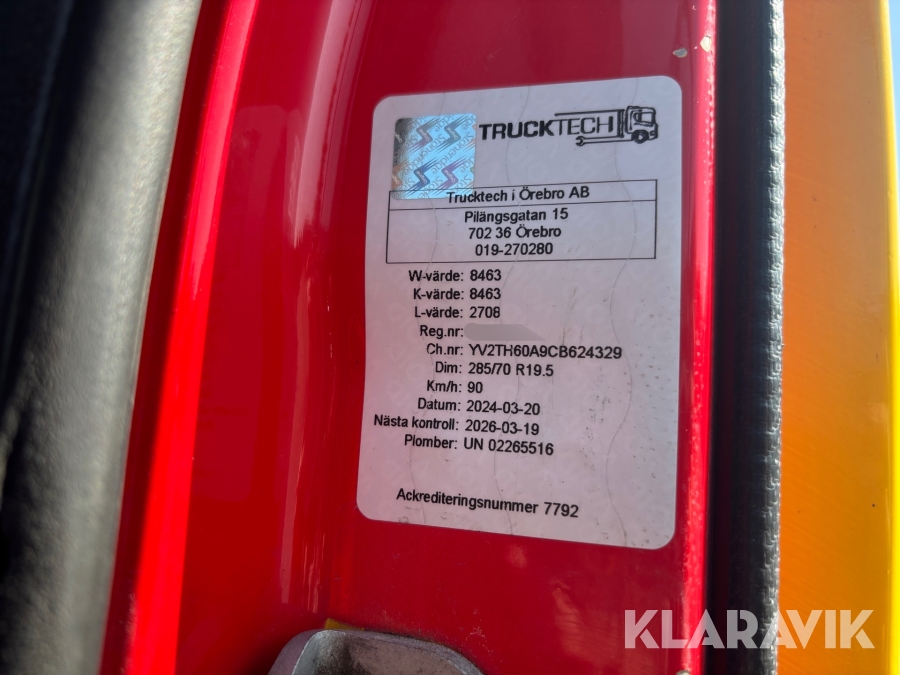 TRUCKTECH
Trucktech i Örebro AB
Pilängsgatan 15
702 36 Örebro
019-270280
W-värde: 8463
K-värde: 8463
L-värde: 2708
Reg.nr:
Ch.nr: YV2TH60A9CB624329
Dim: 285/70 R19.5
Km/h: 90
Datum: 2024-03-20
Nästa kontroll: 2026-03-19
Plomber: UN 02265516
Ackrediteringsnummer 7792
KLARAVIK